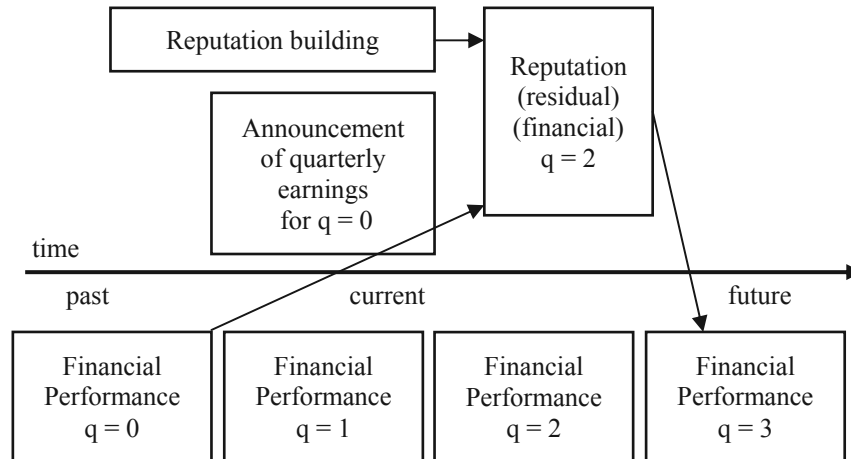 Reputation building
Reputation
(residual)
(financial)
q = 2
Announcement
of quarterly
earnings
for q = 0
time
past
current
future
Financial
Performance
q = 0
Financial
Performance
q = 1
Financial
Performance
q = 2
Financial
Performance
q = 3